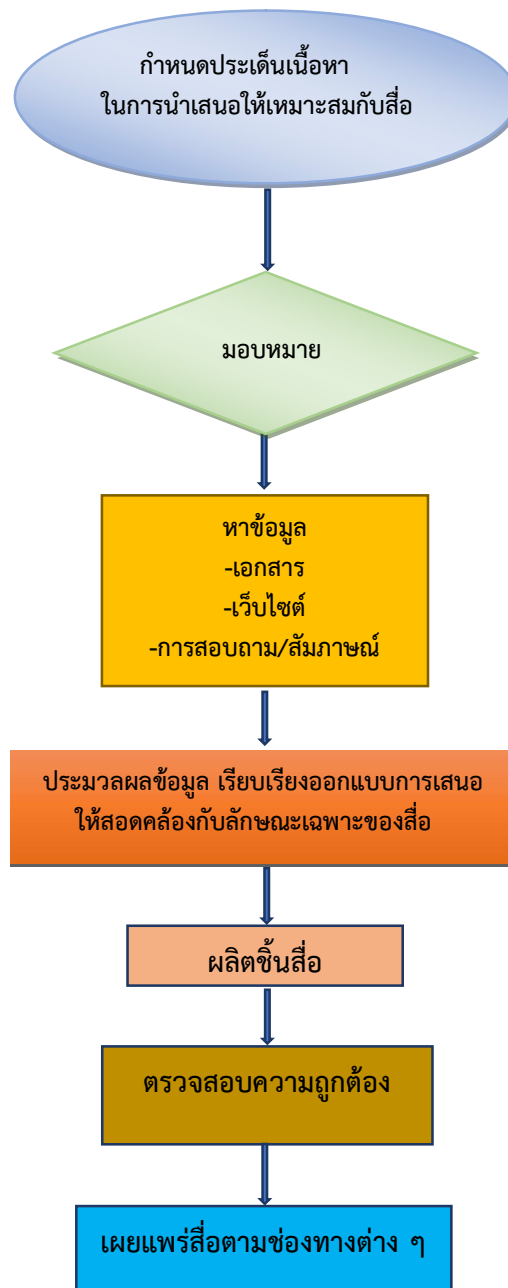 กำหนดประเด็นเนื้อหา
ในการนำเสนอให้เหมาะสมกับสื่อ
มอบหมาย
หาข้อมูล
-เอกสาร
-เว็บไซต์
-การสอบถาม/สัมภาษณ์
ประมวลผลข้อมูล เรียบเรียงออกแบบการเสนอ
ให้สอดคล้องกับลักษณะเฉพาะของสื่อ
ผลิตชิ้นสื่อ
ตรวจสอบความถูกต้อง
เผยแพร่สื่อตามช่องทางต่าง ๆ